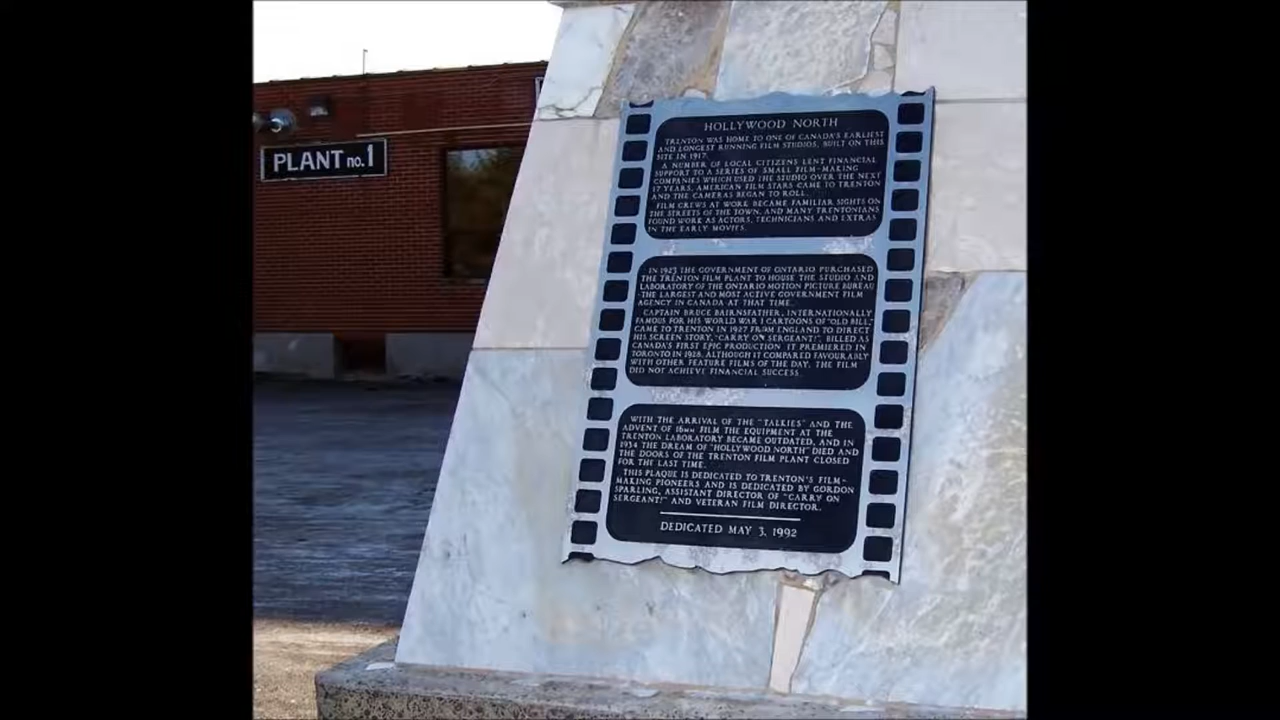 PLANT no.1
HOLLYWOOD NORTH
TRENTON WAS HOME TO ONE OF CANADA'S EARLIEST
AND LONGEST RUNNING FILM STUDIOS, BUILT ON THIS
SITE IN 1917.
A NUMBER OF LOCAL CITIZENS LENT FINANCIAL
SUPPORT TO A SERIES OF SMALL FILM-MAKING
COMPANIES WHICH USED THE STUDIO OVER THE NEXT
17 YEARS, AMERICAN FILM STARS CAME TO TRENTON
AND THE CAMERAS BEGAN TO ROLL.
FILM CREWS AT WORK BECAME FAMILIAR SIGHTS ON
THE STREETS OF THE TOWN, AND MANY TRENTONIANS
FOUND WORK AS ACTORS, TECHNICIANS AND EXTRAS
IN THE EARLY MOVIES.
IN 1923 THE GOVERNMENT OF ONTARIO PURCHASED
THE TRENTON FILM PLANT TO HOUSE THE STUDIO AND
LABORATORY OF THE ONTARIO MOTION PICTURE BUREAU
-THE LARGEST AND MOST ACTIVE GOVERNMENT FILM
AGENCY IN CANADA AT THAT TIME.
CAPTAIN BRUCE BAIRNSFATHER, INTERNATIONALLY
FAMOUS FOR HIS WORLD WAR I CARTOONS OF "OLD BILL,"
CAME TO TRENTON IN 1927 FROM ENGLAND TO DIRECT
HIS SCREEN STORY, "CARRY ON SERGEANT!", BILLED AS
CANADA'S FIRST EPIC PRODUCTION. IT PREMIERED IN
TORONTO IN 1928. ALTHOUGH IT COMPARED FAVOURABLY
WITH OTHER FEATURE FILMS OF THE DAY, THE FILM
DID NOT ACHIEVE FINANCIAL SUCCESS.
WITH THE ARRIVAL OF THE "TALKIES" AND THE
ADVENT OF 16MM FILM THE EQUIPMENT AT THE
TRENTON LABORATORY BECAME OUTDATED, AND IN
1934 THE DREAM OF "HOLLYWOOD NORTH" DIED AND
THE DOORS OF THE TRENTON FILM PLANT CLOSED
FOR THE LAST TIME.
THIS PLAQUE IS DEDICATED TO TRENTON'S FILM-
MAKING PIONEERS AND IS DEDICATED BY GORDON
SPARLING, ASSISTANT DIRECTOR OF "CARRY ON
SERGEANT!" AND VETERAN FILM DIRECTOR.
DEDICATED MAY 3, 1992